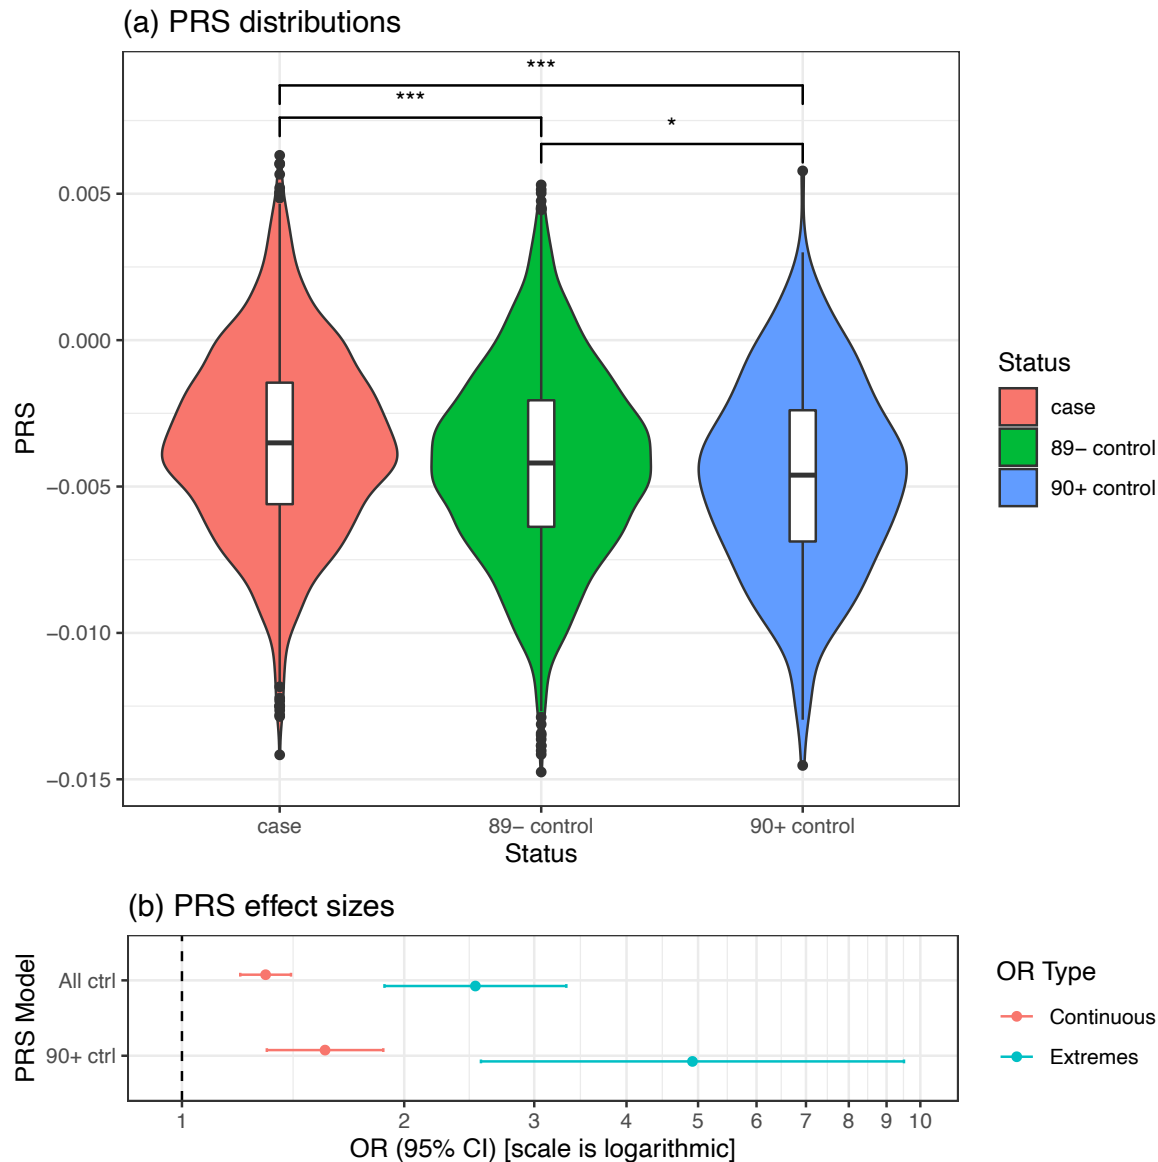 (a) PRS distributions
***
***
*
0.005
0.000
−0.005
−0.010
−0.015
PRS
case
89− control
90+ control
Status
Status
case
89− control
90+ control
(b) PRS effect sizes
PRS Model
All ctrl
90+ ctrl
1
2
3
4
5
6
7
8
9
10
OR (95% CI) [scale is logarithmic]
OR Type
Continuous
Extremes